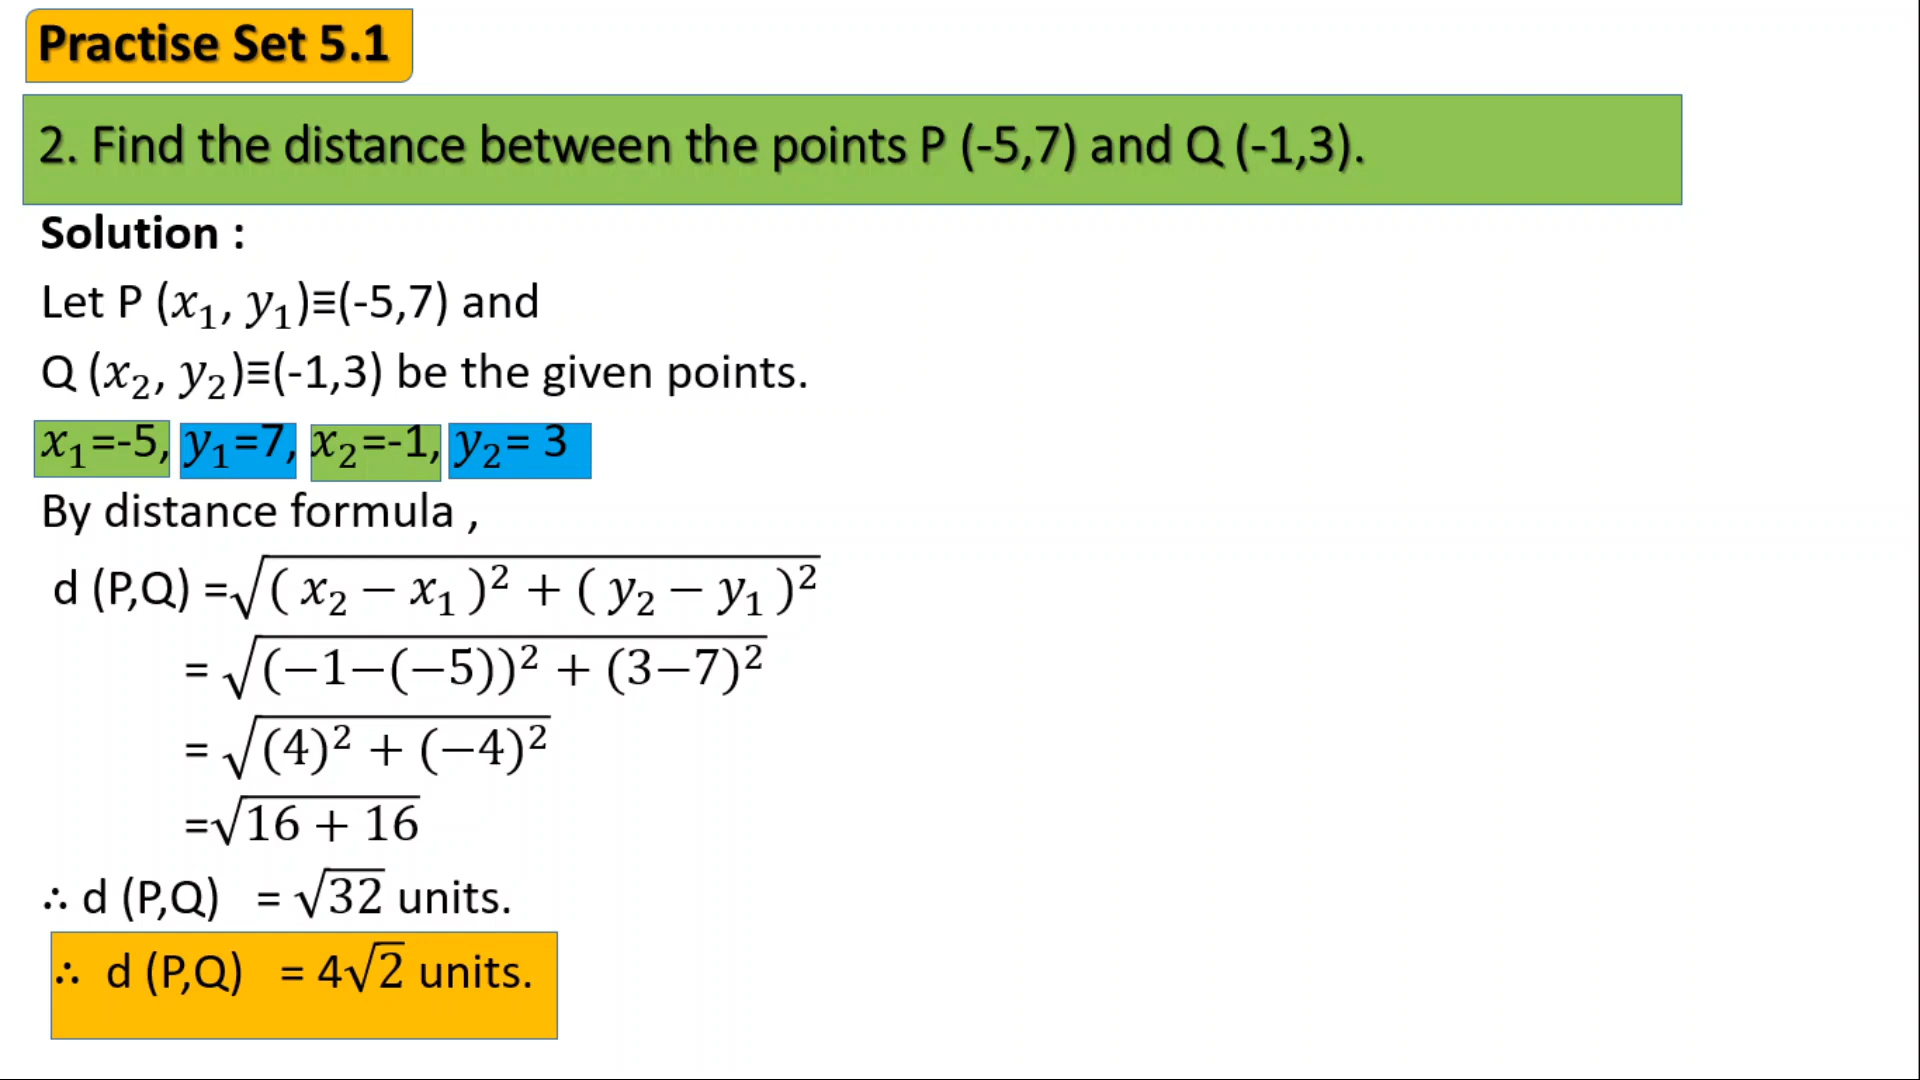 Practise Set 5.1
2. Find the distance between the points P (-5,7) and Q (-1,3).
Solution :
Let P (x₁, y₁)≡(-5,7) and
Q (x₂, y₂)≡(-1,3) be the given points.
x₁=-5, y₁=7, x₂=-1, y₂= 3
By distance formula ,
d (P,Q) =√( x₂ − x₁ )² + ( y₂ − y₁ )²
= √(−1−(−5))² + (3−7)²
= √(4)² + (−4)²
=√16 + 16
∴ d (P,Q) = √32 units.
∴ d (P,Q) = 4√2 units.